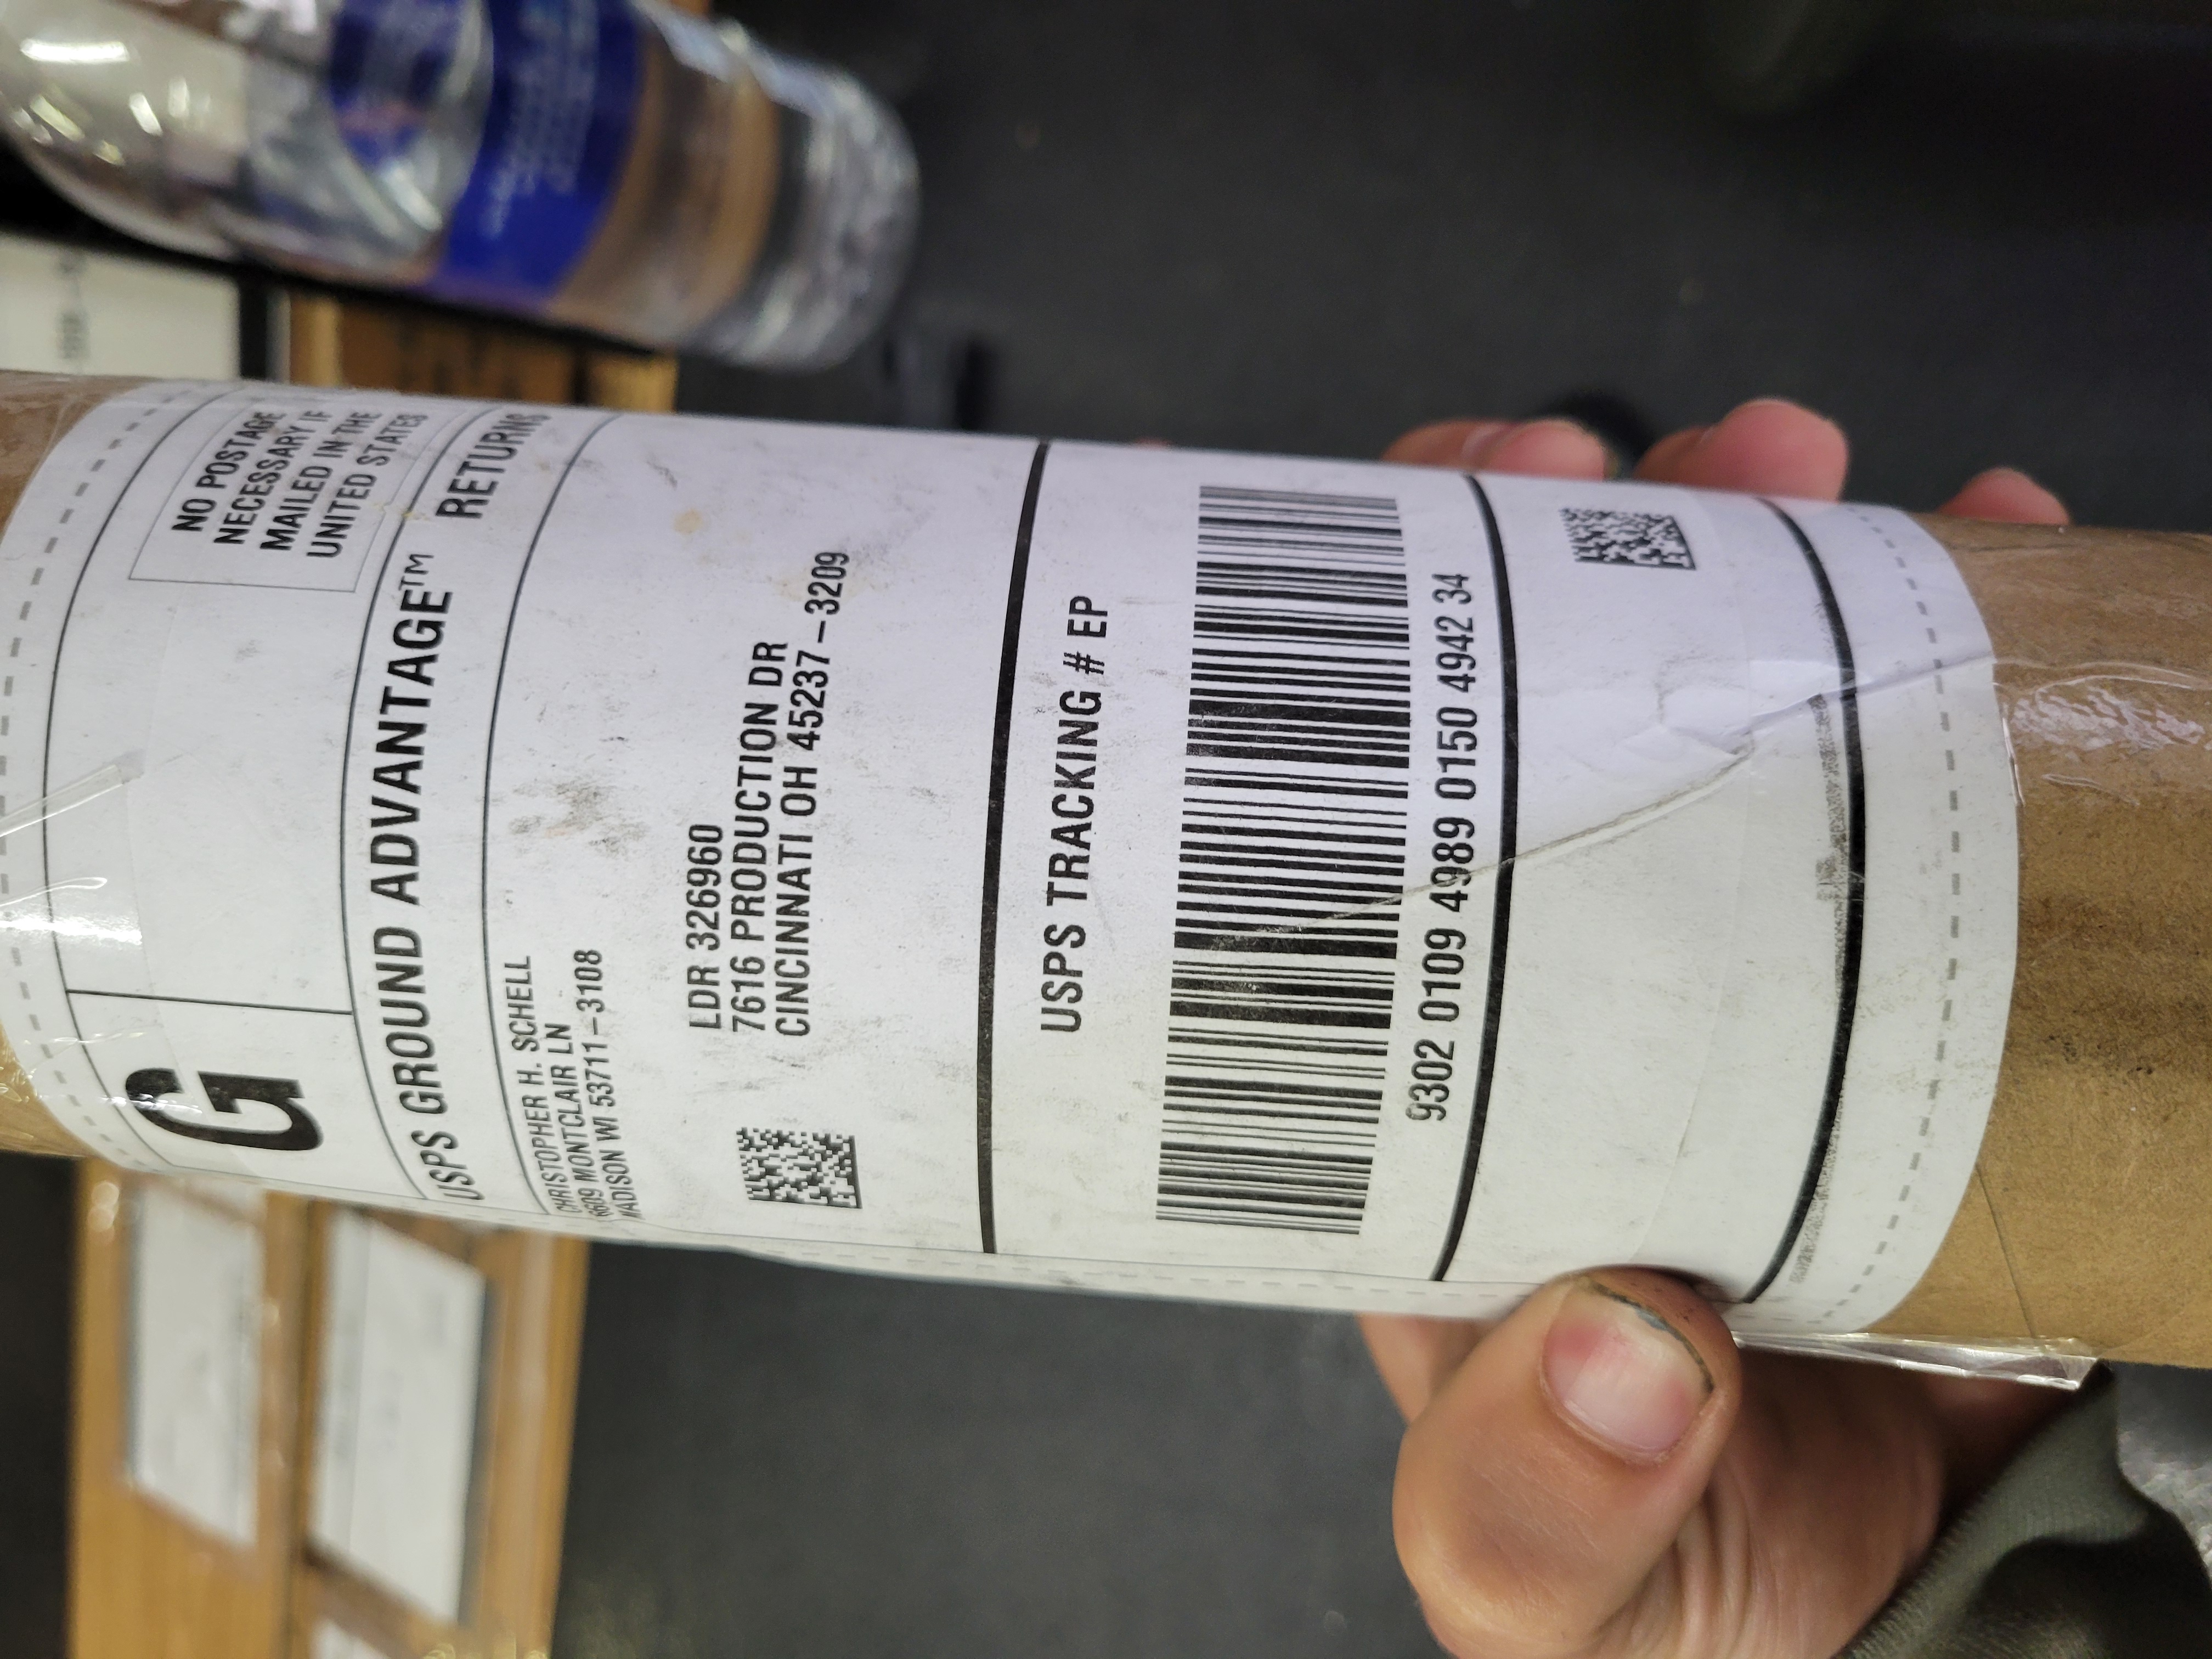 G
NO POSTAGE
NECESSARY IF
MAILED IN THE
UNITED STATES
USPS GROUND ADVANTAGE™ RETURNS
CHRISTOPHER H. SCHELL
6609 MONTCLAIR LN
MADISON WI 53711-3108
LDR 326960
7616 PRODUCTION DR
CINCINNATI OH 45237-3209
USPS TRACKING # EP
9302 0109 4989 0150 4942 34